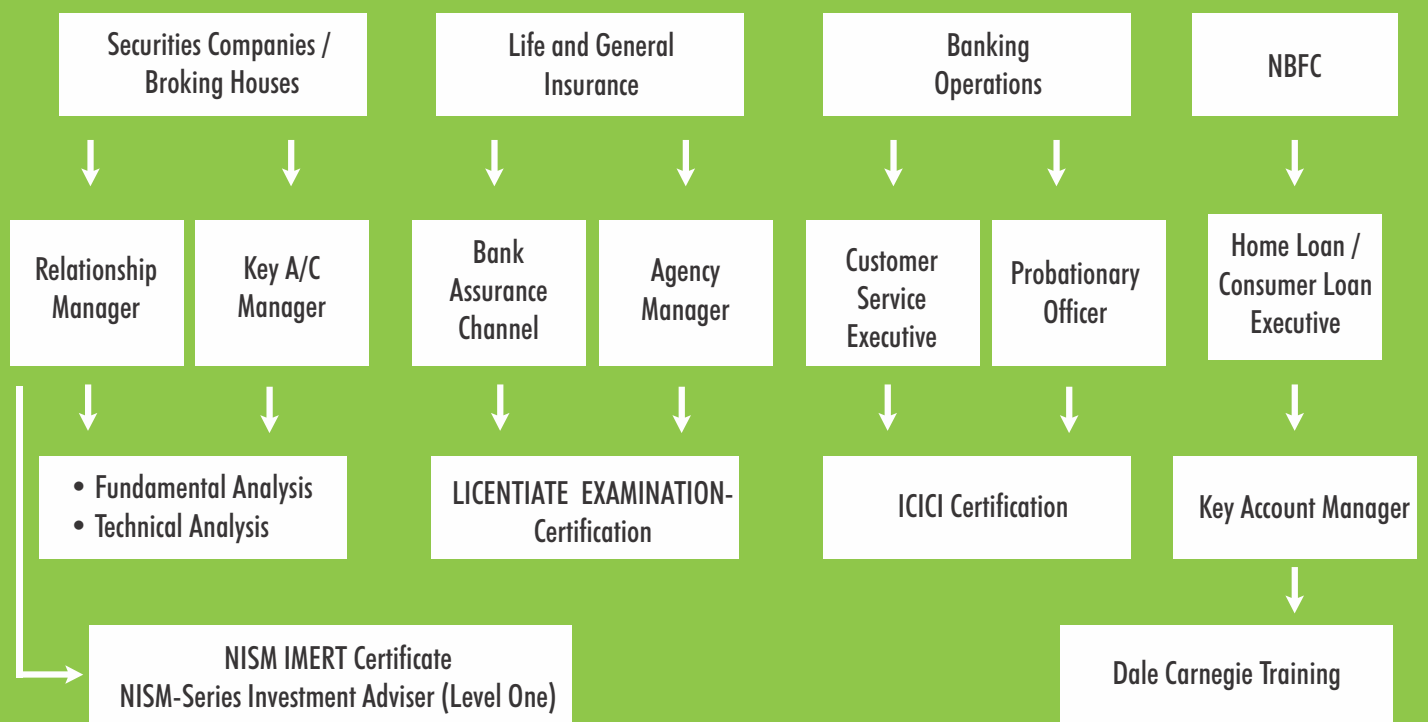 Securities Companies /
Broking Houses
Life and General
Insurance
Banking
Operations
NBFC
Relationship
Manager
Key A/C
Manager
Bank
Assurance
Channel
Agency
Manager
Customer
Service
Executive
Probationary
Officer
Home Loan /
Consumer Loan
Executive
• Fundamental Analysis
• Technical Analysis
LICENTIATE EXAMINATION-
Certification
ICICI Certification
Key Account Manager
NISM IMERT Certificate
NISM-Series Investment Adviser (Level One)
Dale Carnegie Training